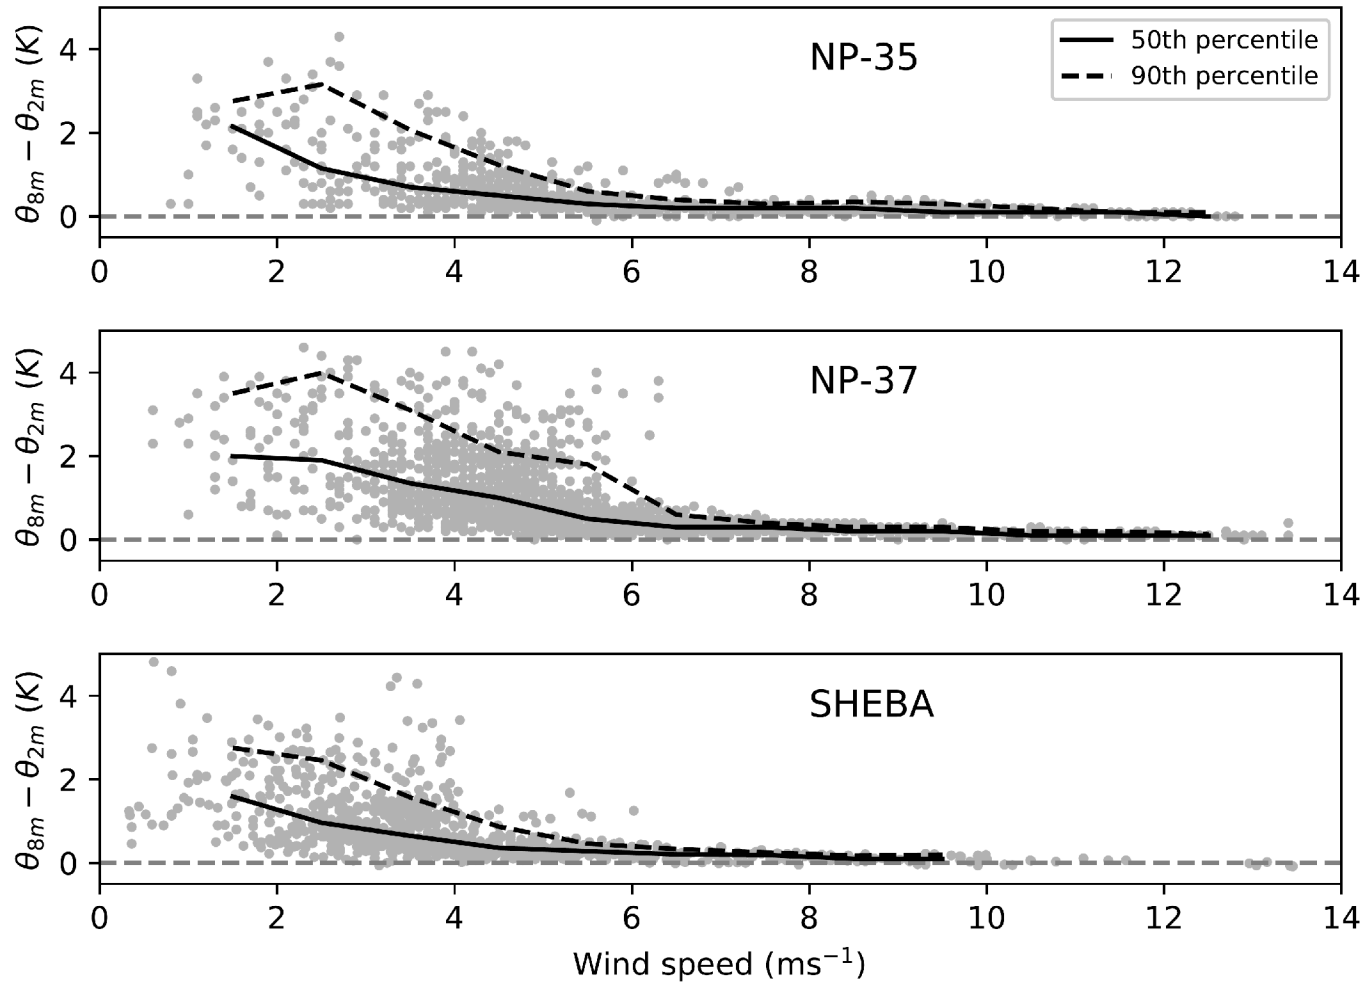 NP-35
50th percentile
90th percentile
θ8m − θ2m (K)
4
2
0
0 2 4 6 8 10 12 14
NP-37
θ8m − θ2m (K)
4
2
0
0 2 4 6 8 10 12 14
SHEBA
θ8m − θ2m (K)
4
2
0
0 2 4 6 8 10 12 14
Wind speed (ms⁻¹)